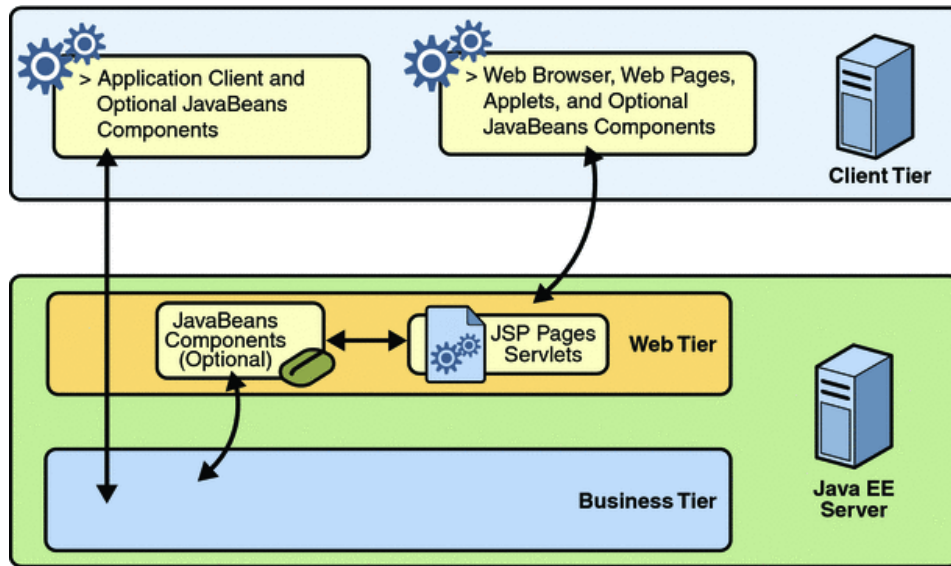 > Application Client and
Optional JavaBeans
Components
> Web Browser, Web Pages,
Applets, and Optional
JavaBeans Components
Client Tier
JavaBeans
Components
(Optional)
JSP Pages
Servlets
Web Tier
Java EE
Server
Business Tier